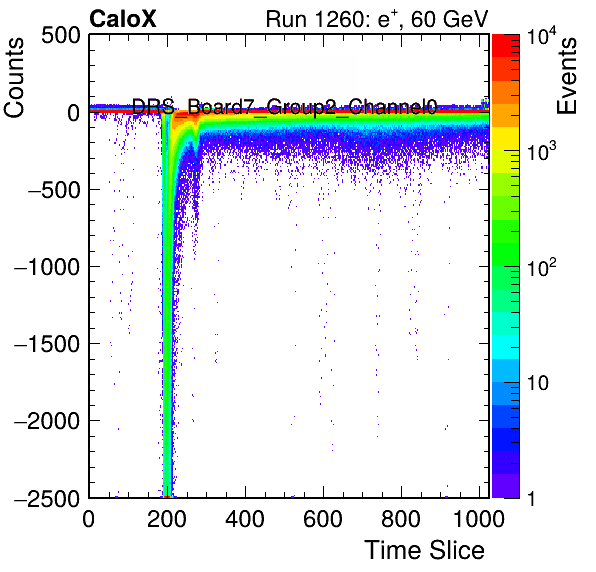 CaloX Run 1260: e+, 60 GeV
Counts
Events
DRS_Board7_Group2_Channel0
500
0
−500
−1000
−1500
−2000
−2500
0 200 400 600 800 1000
Time Slice
10^4
10^3
10^2
10
1